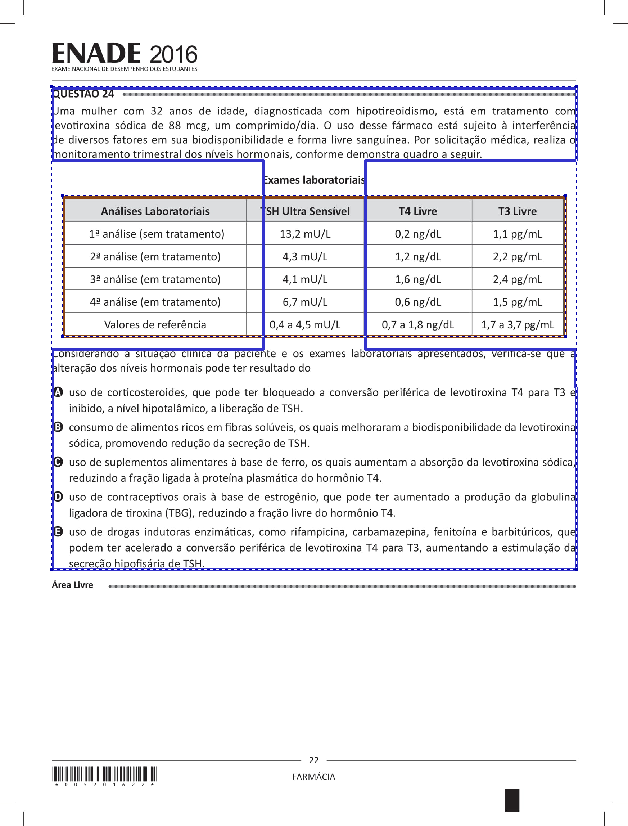 ENADE 2016
EXAME NACIONAL DE DESEMPENHO DOS ESTUDANTES
QUESTÃO 24
Uma mulher com 32 anos de idade, diagnosticada com hipotireoidismo, está em tratamento com
levotiroxina sódica de 88 mcg, um comprimido/dia. O uso desse fármaco está sujeito à interferência
de diversos fatores em sua biodisponibilidade e forma livre sanguínea. Por solicitação médica, realiza o
monitoramento trimestral dos níveis hormonais, conforme demonstra quadro a seguir.
Exames laboratoriais
Análises Laboratoriais TSH Ultra Sensível T4 Livre T3 Livre
1ª análise (sem tratamento) 13,2 mU/L 0,2 ng/dL 1,1 pg/mL
2ª análise (em tratamento) 4,3 mU/L 1,2 ng/dL 2,2 pg/mL
3ª análise (em tratamento) 4,1 mU/L 1,6 ng/dL 2,4 pg/mL
4ª análise (em tratamento) 6,7 mU/L 0,6 ng/dL 1,5 pg/mL
Valores de referência 0,4 a 4,5 mU/L 0,7 a 1,8 ng/dL 1,7 a 3,7 pg/mL
Considerando a situação clínica da paciente e os exames laboratoriais apresentados, verifica-se que a
alteração dos níveis hormonais pode ter resultado do
A uso de corticosteroides, que pode ter bloqueado a conversão periférica de levotiroxina T4 para T3 e
inibido, a nível hipotalâmico, a liberação de TSH.
B consumo de alimentos ricos em fibras solúveis, os quais melhoraram a biodisponibilidade da levotiroxina
sódica, promovendo redução da secreção de TSH.
C uso de suplementos alimentares à base de ferro, os quais aumentam a absorção da levotiroxina sódica,
reduzindo a fração ligada à proteína plasmática do hormônio T4.
D uso de contraceptivos orais à base de estrogênio, que pode ter aumentado a produção da globulina
ligadora de tiroxina (TBG), reduzindo a fração livre do hormônio T4.
E uso de drogas indutoras enzimáticas, como rifampicina, carbamazepina, fenitoína e barbitúricos, que
podem ter acelerado a conversão periférica de levotiroxina T4 para T3, aumentando a estimulação da
secreção hipofisária de TSH.
Área Livre
22
FARMÁCIA